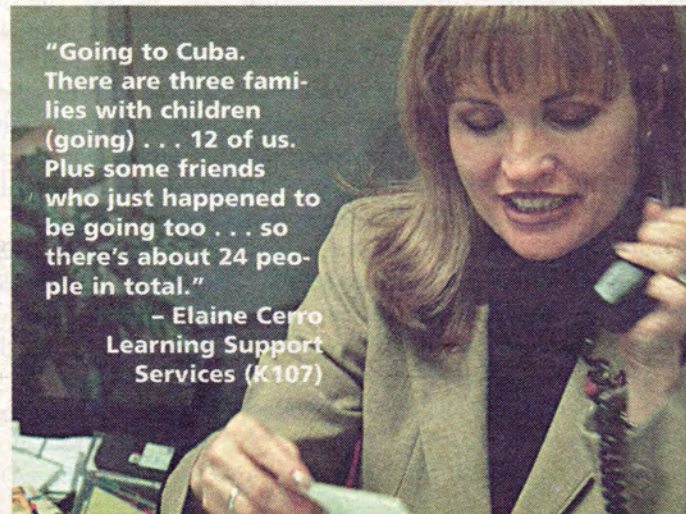 “Going to Cuba.
There are three fami-
lies with children
(going) . . . 12 of us.
Plus some friends
who just happened to
be going too . . . so
there’s about 24 peo-
ple in total.”
– Elaine Cerro
Learning Support
Services (K107)